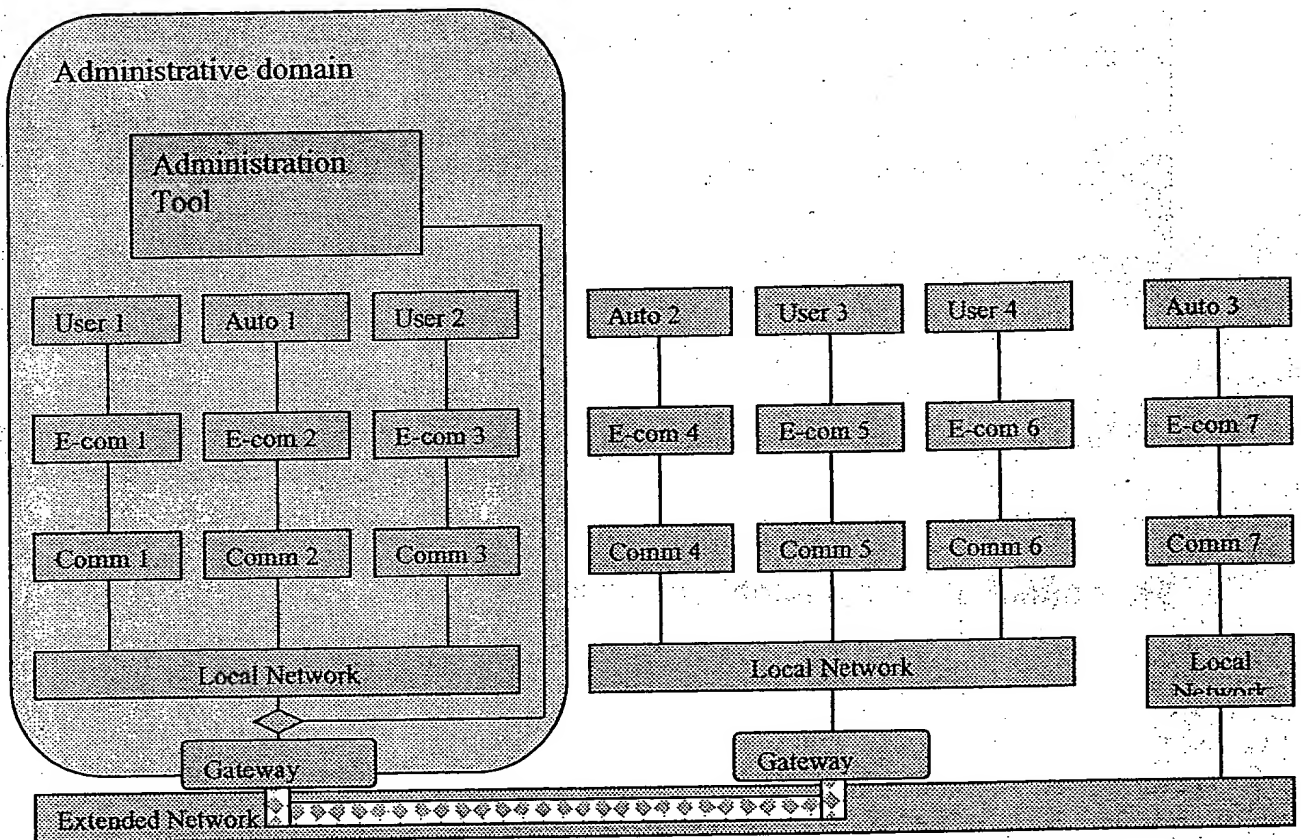 Administrative domain
Administration
Tool
User 1
Auto 1
User 2
Auto 2
User 3
User 4
Auto 3
E-com 1
E-com 2
E-com 3
E-com 4
E-com 5
E-com 6
E-com 7
Comm 1
Comm 2
Comm 3
Comm 4
Comm 5
Comm 6
Comm 7
Local Network
Local Network
Local
Network
Gateway
Gateway
Extended Network